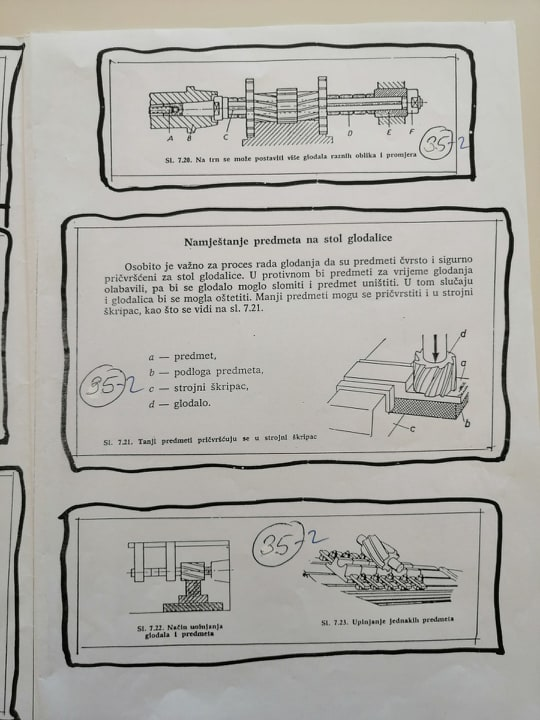 A B C D E F
Sl. 7.20. Na trn se može postaviti više glodala raznih oblika i promjera
35-2
Namještanje predmeta na stol glodalice
Osobito je važno za proces rada glodanja da su predmeti čvrsto i sigurno
pričvršćeni za stol glodalice. U protivnom bi predmeti za vrijeme glodanja
olabavili, pa bi se glodalo moglo slomiti i predmet uništiti. U tom slučaju
i glodalica bi se mogla oštetiti. Manji predmeti mogu se pričvrstiti i u strojni
škripac, kao što se vidi na sl. 7.21.
a — predmet,
b — podloga predmeta,
c — strojni škripac,
d — glodalo.
35-2
d
a
b
c
Sl. 7.21. Tanji predmeti pričvršćuju se u strojni škripac
35-2
Sl. 7.22. Način upinjanja
glodala i predmeta
Sl. 7.23. Upinjanje jednakih predmeta